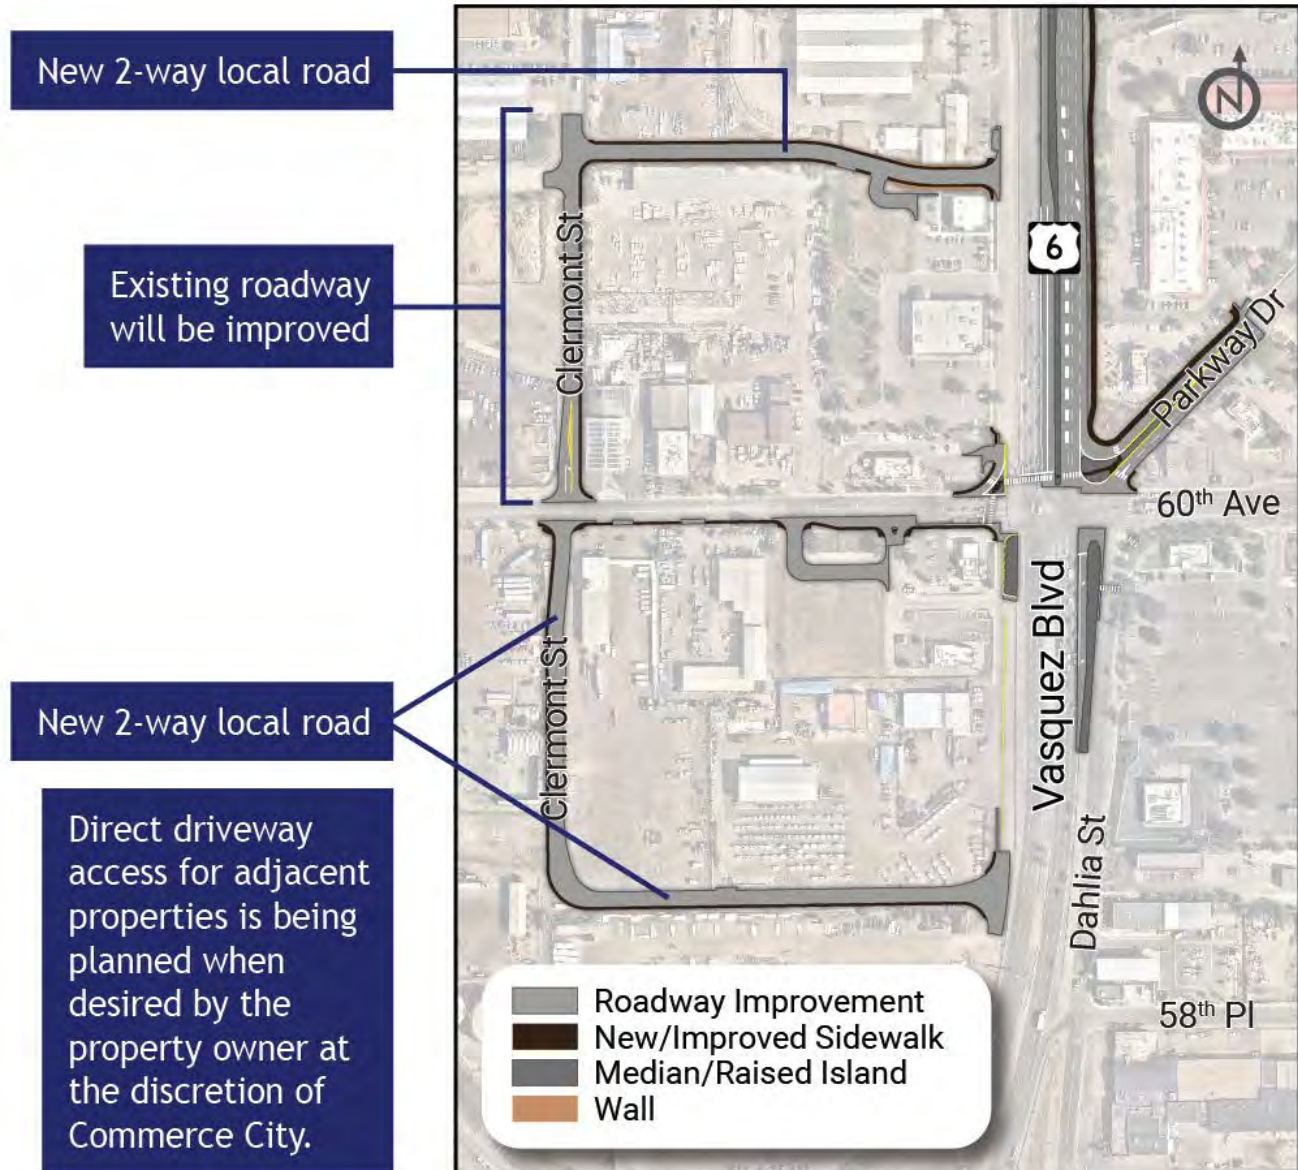 New 2-way local road
Existing roadway
will be improved
New 2-way local road
Direct driveway
access for adjacent
properties is being
planned when
desired by the
property owner at
the discretion of
Commerce City.
N
6
Clermont St
Parkway Dr
60th Ave
Clermont St
Vasquez Blvd
Dahlia St
58th Pl
Roadway Improvement
New/Improved Sidewalk
Median/Raised Island
Wall